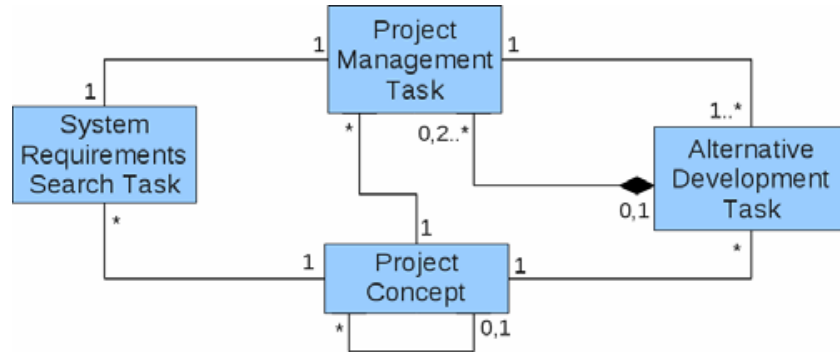 Project
Management
Task
1
1
1
1..*
System
Requirements
Search Task
*
0,2..*
Alternative
Development
Task
0,1
*
1
*
1
Project
Concept
1
*
0,1